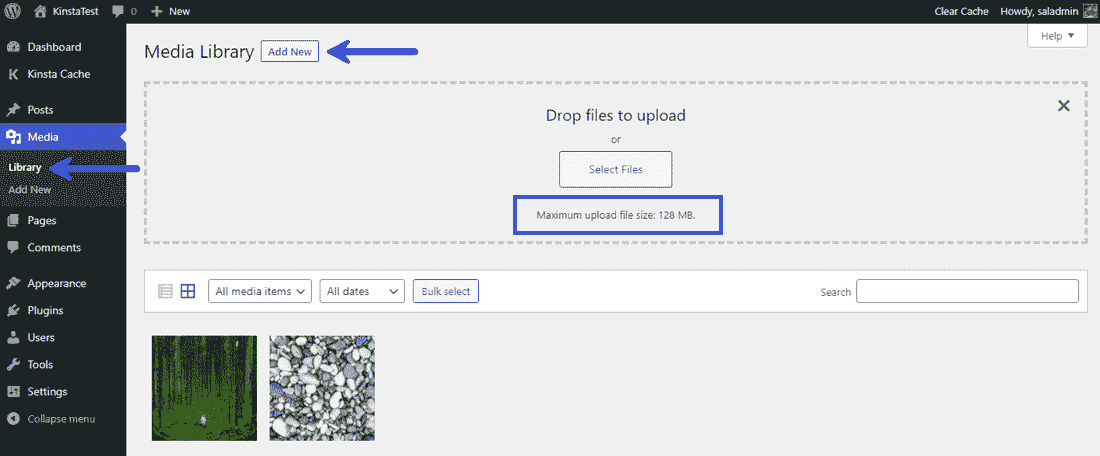 KinstaTest 0 New Clear Cache Howdy, saladmin
Help
Dashboard
Kinsta Cache
Posts
Media
Library
Add New
Pages
Comments
Appearance
Plugins
Users
Tools
Settings
Collapse menu
Media Library Add New
Drop files to upload
or
Select Files
Maximum upload file size: 128 MB.
All media items All dates Bulk select Search